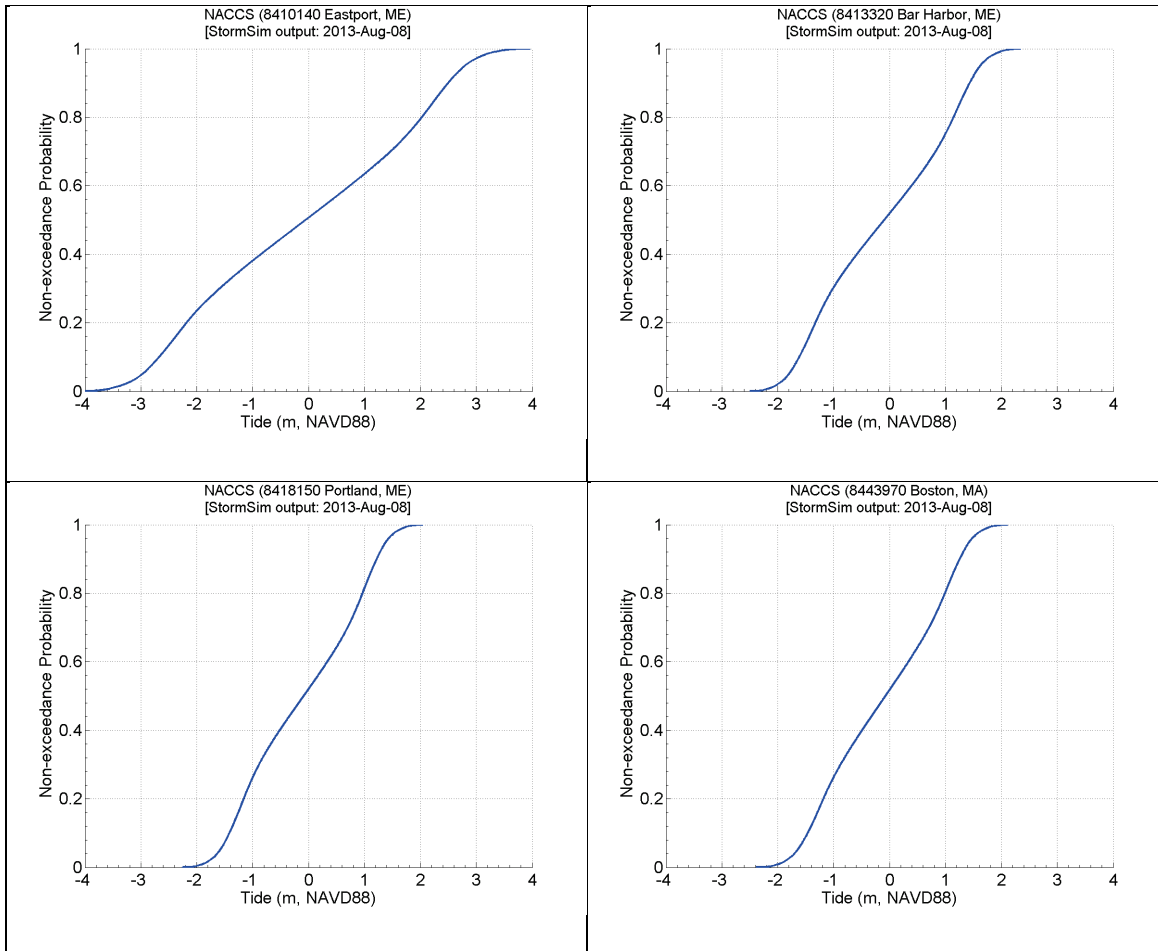 NACCS (8410140 Eastport, ME)
[StormSim output: 2013-Aug-08]
Non-exceedance Probability
1
0.8
0.6
0.4
0.2
0
-4 -3 -2 -1 0 1 2 3 4
Tide (m, NAVD88)
NACCS (8413320 Bar Harbor, ME)
[StormSim output: 2013-Aug-08]
Non-exceedance Probability
1
0.8
0.6
0.4
0.2
0
-4 -3 -2 -1 0 1 2 3 4
Tide (m, NAVD88)
NACCS (8418150 Portland, ME)
[StormSim output: 2013-Aug-08]
Non-exceedance Probability
1
0.8
0.6
0.4
0.2
0
-4 -3 -2 -1 0 1 2 3 4
Tide (m, NAVD88)
NACCS (8443970 Boston, MA)
[StormSim output: 2013-Aug-08]
Non-exceedance Probability
1
0.8
0.6
0.4
0.2
0
-4 -3 -2 -1 0 1 2 3 4
Tide (m, NAVD88)